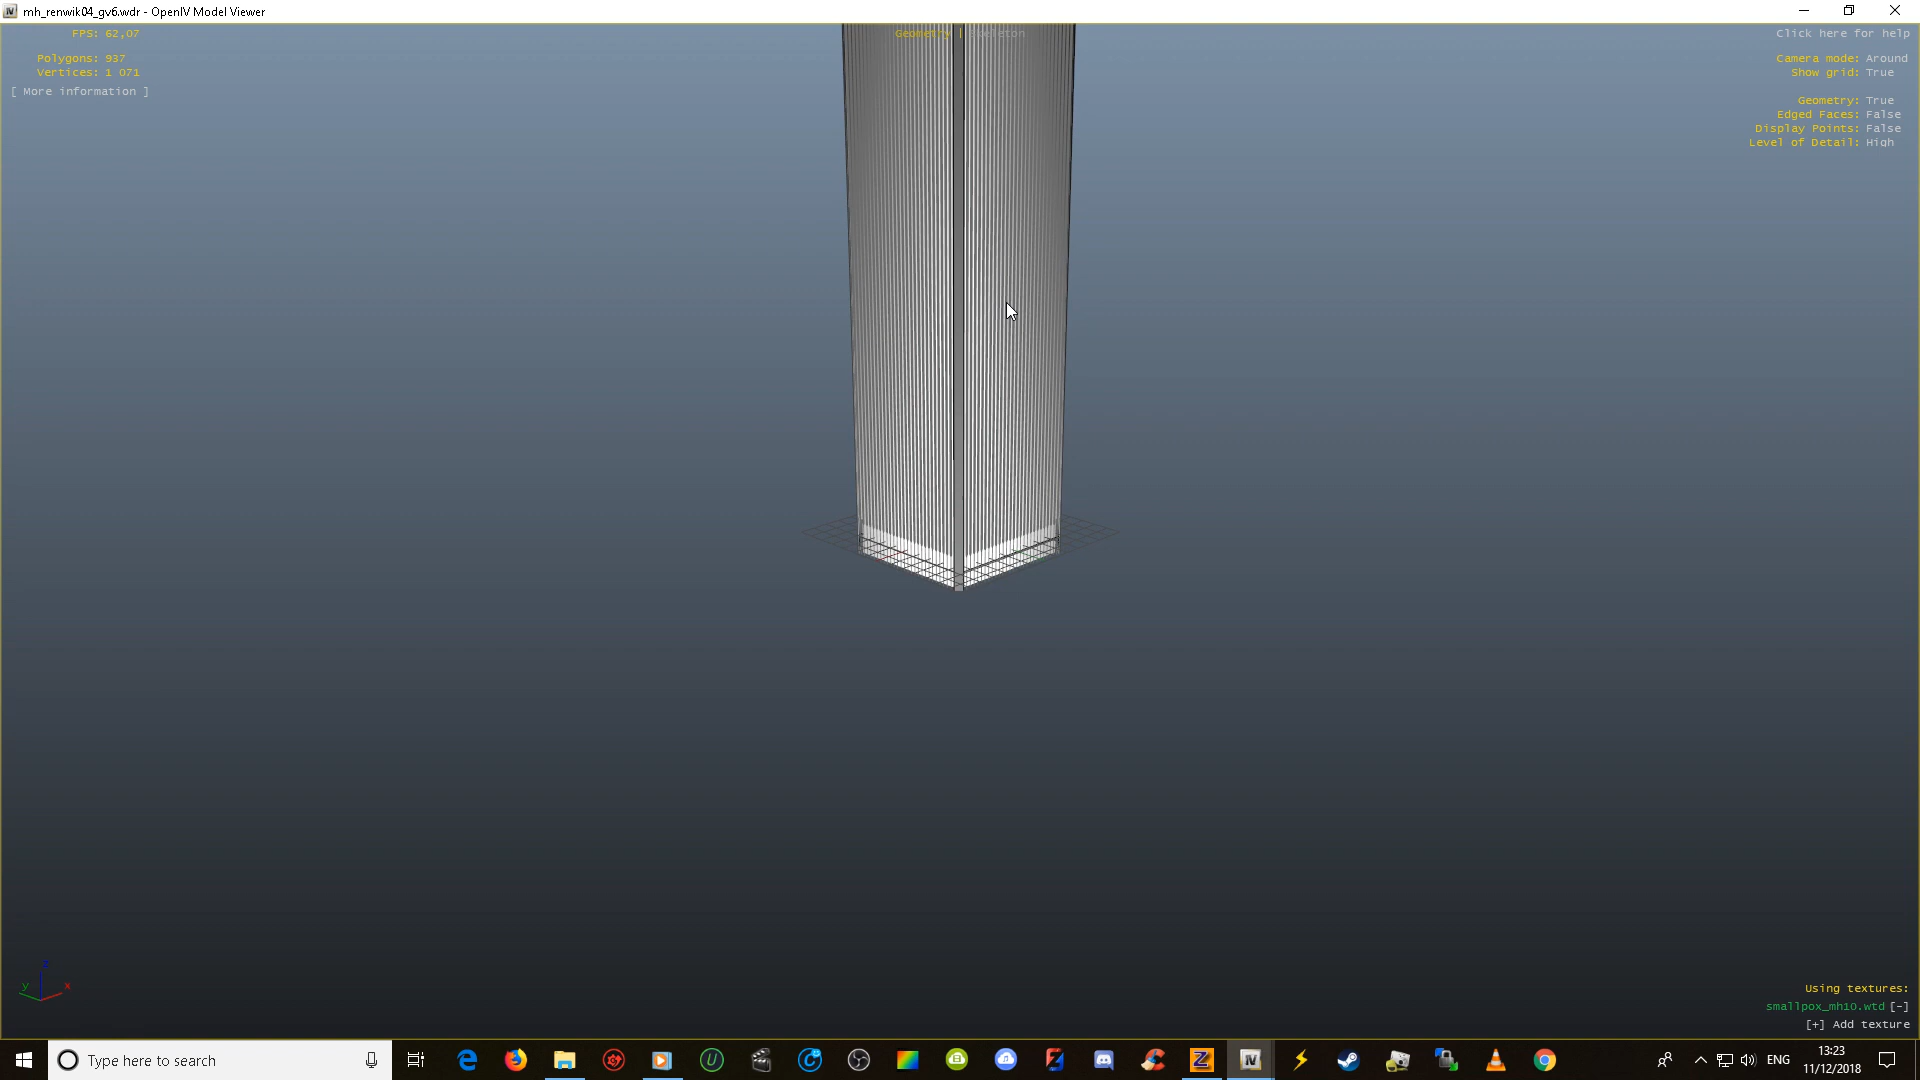 mh_renwik04_gv6.wdr - OpenIV Model Viewer
FPS: 62,07
Polygons: 937
Vertices: 1 071
[ More information ]
Geometry | Skeleton
Click here for help
Camera mode: Around
Show grid: True
Geometry: True
Edged Faces: False
Display Points: False
Level of Detail: High
z
y x
Using textures:
smallpox_mh10.wtd [-]
[+] Add texture
Type here to search
ENG
13:23
11/12/2018